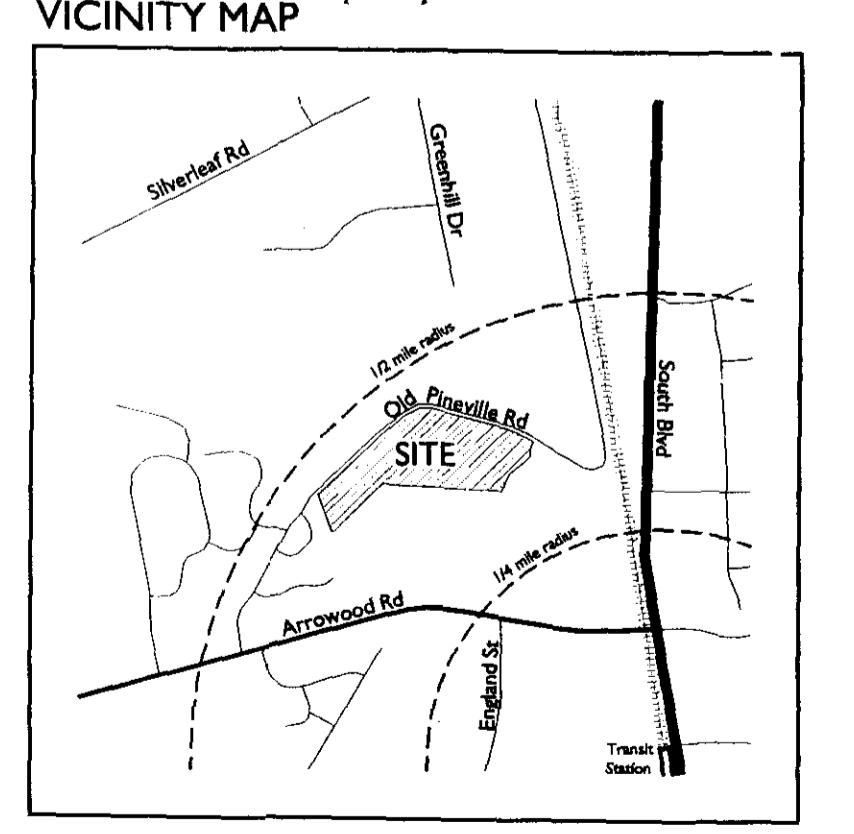 VICINITY MAP
Silverleaf Rd
Greenhill Dr
1/2 mile radius
Old Pineville Rd
South Blvd
SITE
1/4 mile radius
Arrowood Rd
England St
Transit
Station